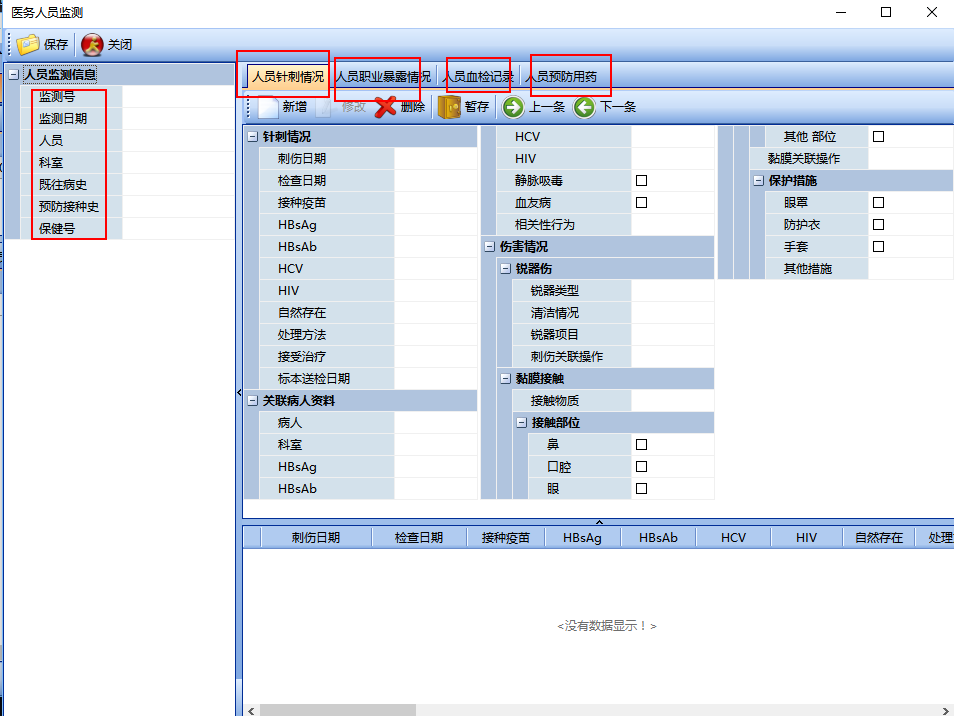 医务人员监测
保存 关闭
人员监测信息
监测号
监测日期
人员
科室
既往病史
预防接种史
保健号
人员针刺情况 人员职业暴露情况 人员血检记录 人员预防用药
新增 修改 删除 暂存 上一条 下一条
针刺情况
刺伤日期
检查日期
接种疫苗
HBsAg
HBsAb
HCV
HIV
自然存在
处理方法
接受治疗
标本送检日期
关联病人资料
病人
科室
HBsAg
HBsAb
HCV
HIV
静脉吸毒
血友病
相关性行为
伤害情况
锐器伤
锐器类型
清洁情况
锐器项目
刺伤关联操作
黏膜接触
接触物质
接触部位
鼻
口腔
眼
其他 部位
黏膜关联操作
保护措施
眼罩
防护衣
手套
其他措施
刺伤日期 检查日期 接种疫苗 HBsAg HBsAb HCV HIV 自然存在 处理
<没有数据显示！>